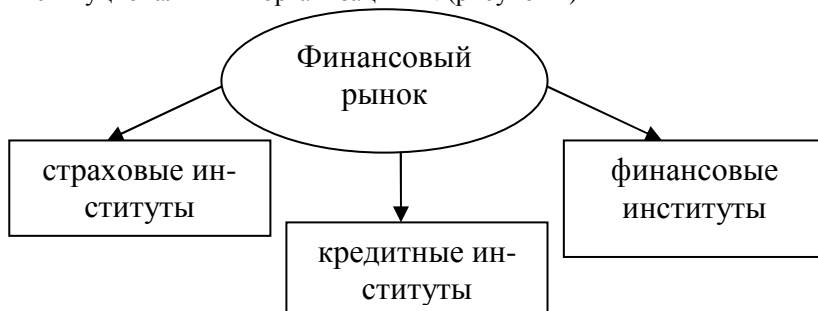 Финансовый
рынок
страховые ин-
ституты
финансовые
институты
кредитные ин-
ституты